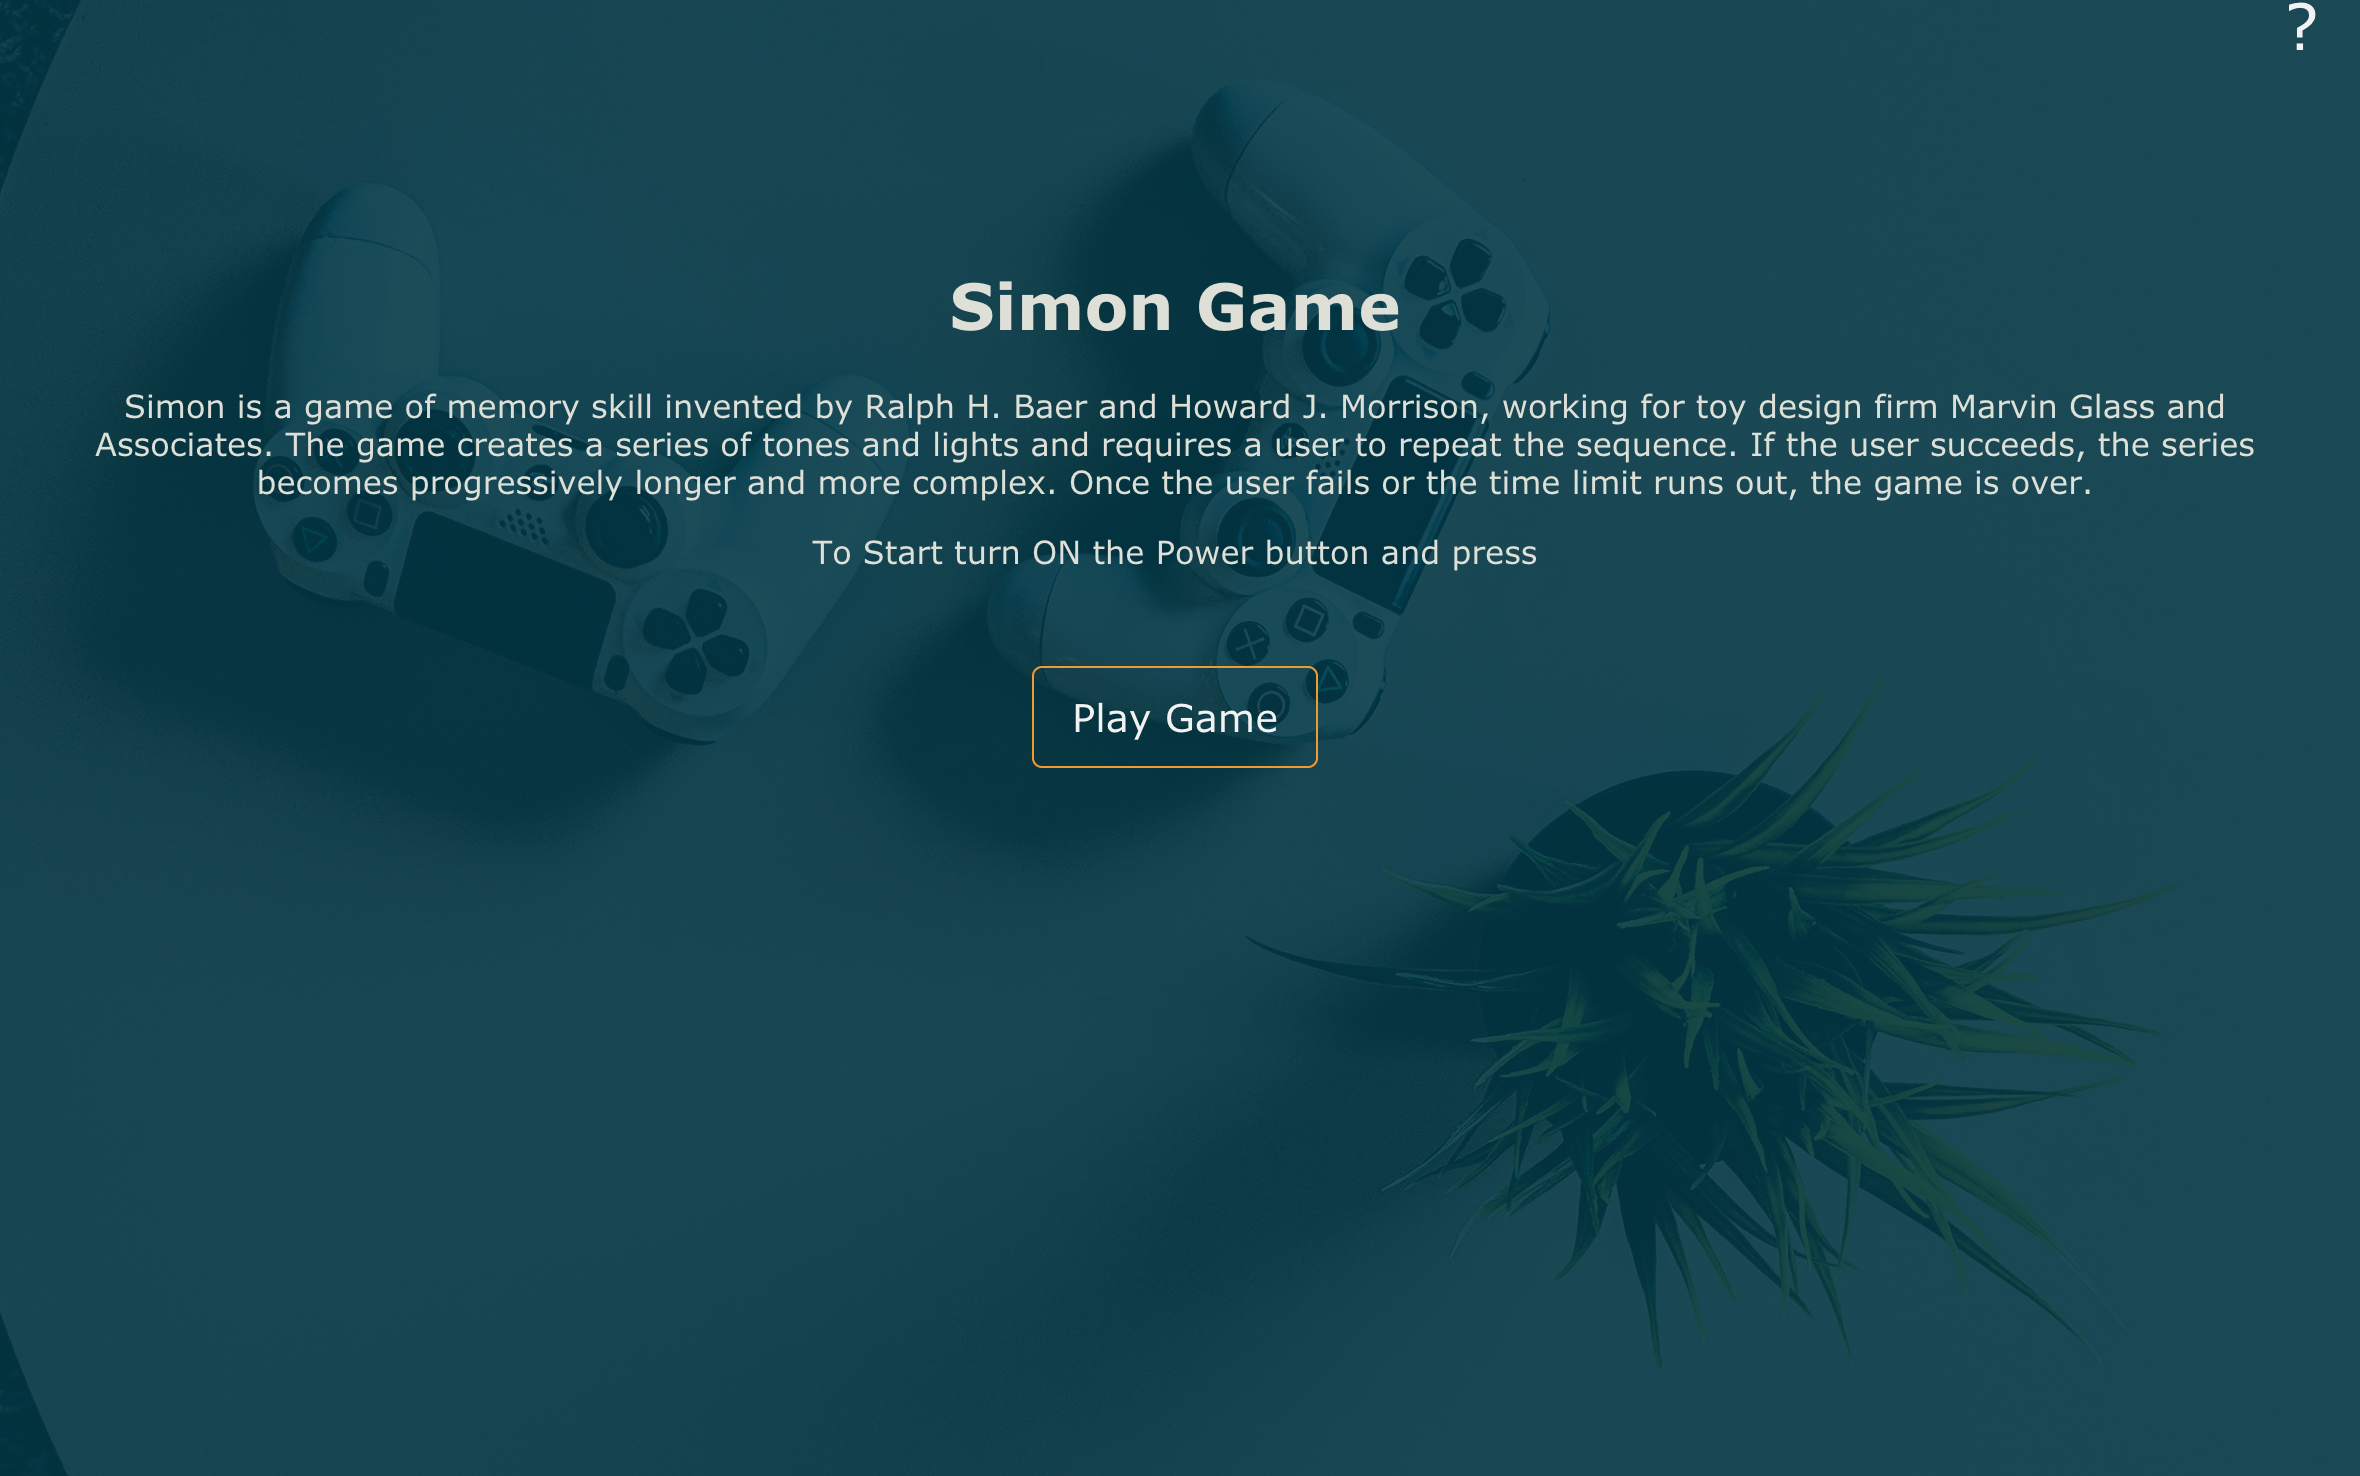 ?
Simon Game
Simon is a game of memory skill invented by Ralph H. Baer and Howard J. Morrison, working for toy design firm Marvin Glass and
Associates. The game creates a series of tones and lights and requires a user to repeat the sequence. If the user succeeds, the series
becomes progressively longer and more complex. Once the user fails or the time limit runs out, the game is over.
To Start turn ON the Power button and press
Play Game